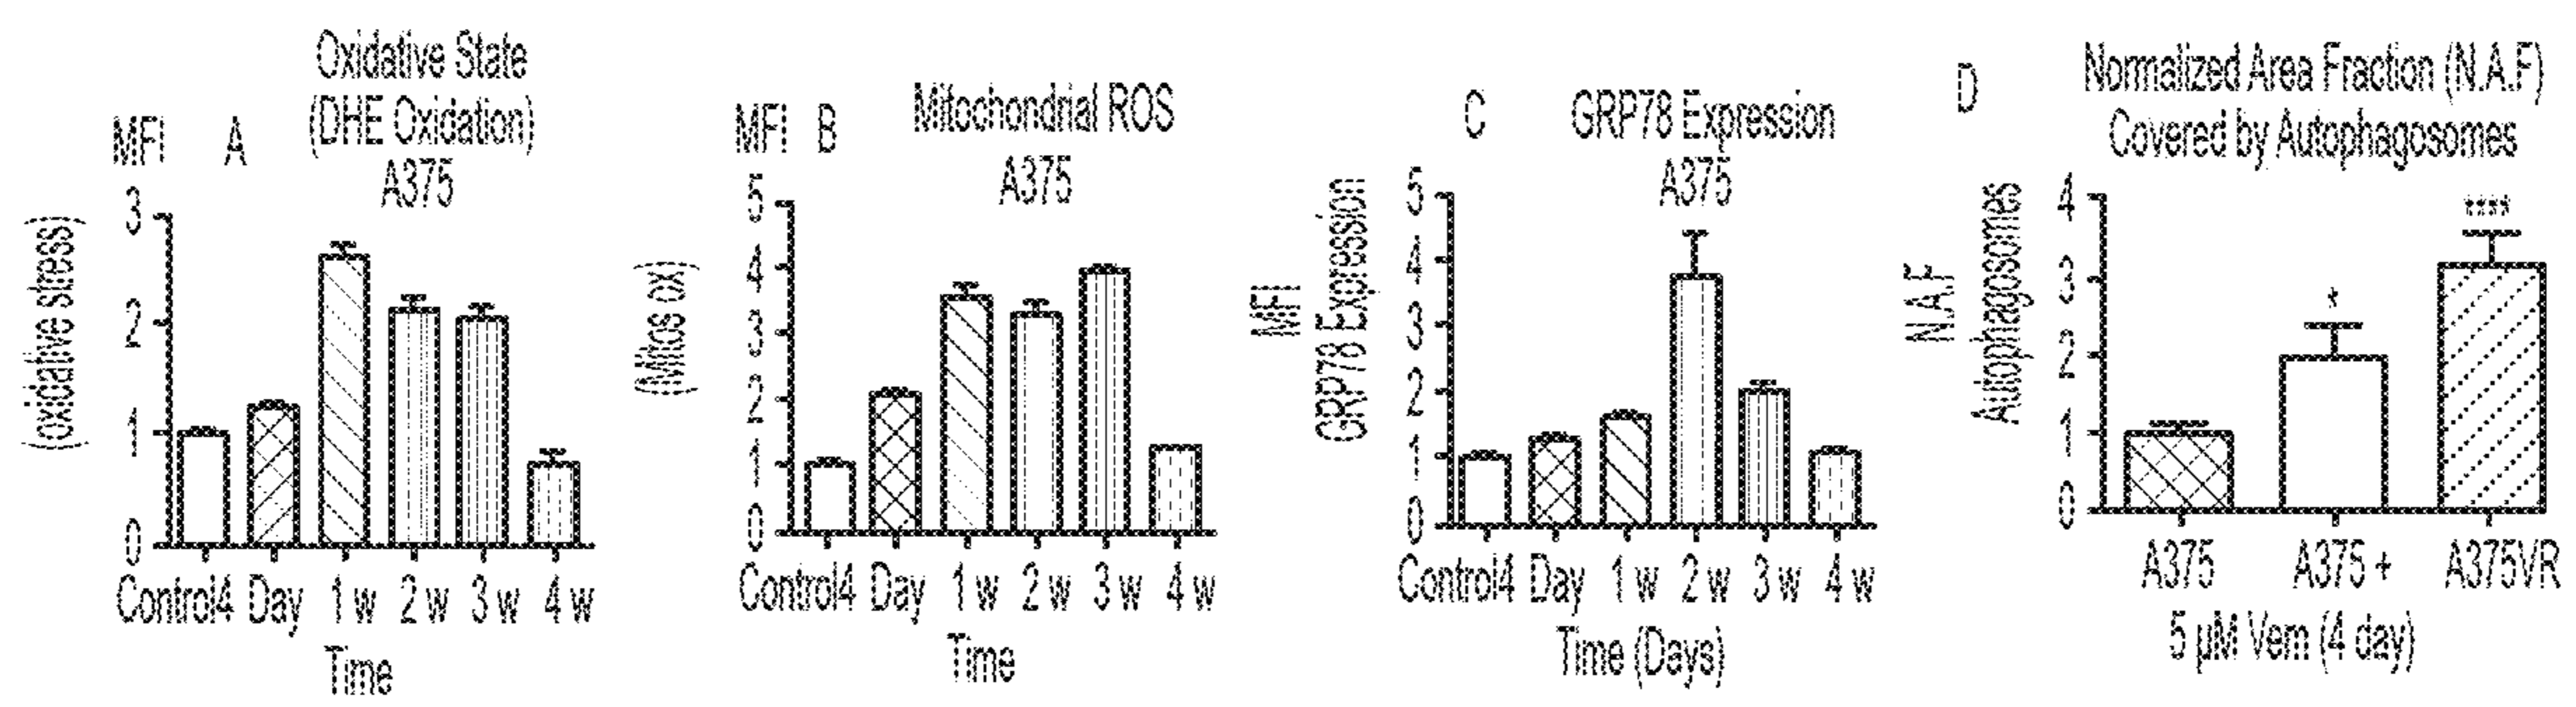 Oxidative State
(DHE Oxidation)
MFI A
A375
(oxidative stress)
3
2
1
0
Control4 Day 1 w 2 w 3 w 4 w
Time
Mitochondrial ROS
MFI B
A375
(Mitos ox)
5
4
3
2
1
0
Control4 Day 1 w 2 w 3 w 4 w
Time
C GRP78 Expression
A375
MFI
GRP78 Expression
5
4
3
2
1
0
Control4 Day 1 w 2 w 3 w 4 w
Time (Days)
D Normalized Area Fraction (N.A.F)
Covered by Autophagosomes
N.A.F
Autophagosomes
4
3
2
1
0
*
****
A375 A375 + A375VR
5 µM Vem (4 day)